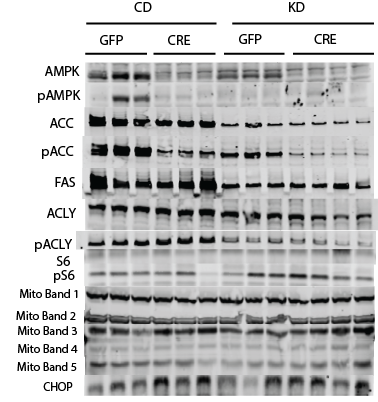 CD KD
GFP CRE GFP CRE
AMPK
pAMPK
ACC
pACC
FAS
ACLY
pACLY
S6
pS6
Mito Band 1
Mito Band 2
Mito Band 3
Mito Band 4
Mito Band 5
CHOP